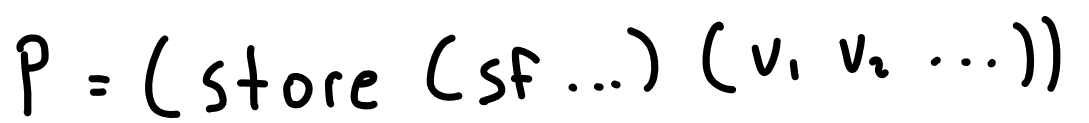 P = (store (sf ...) (v₁ v₂ ...))